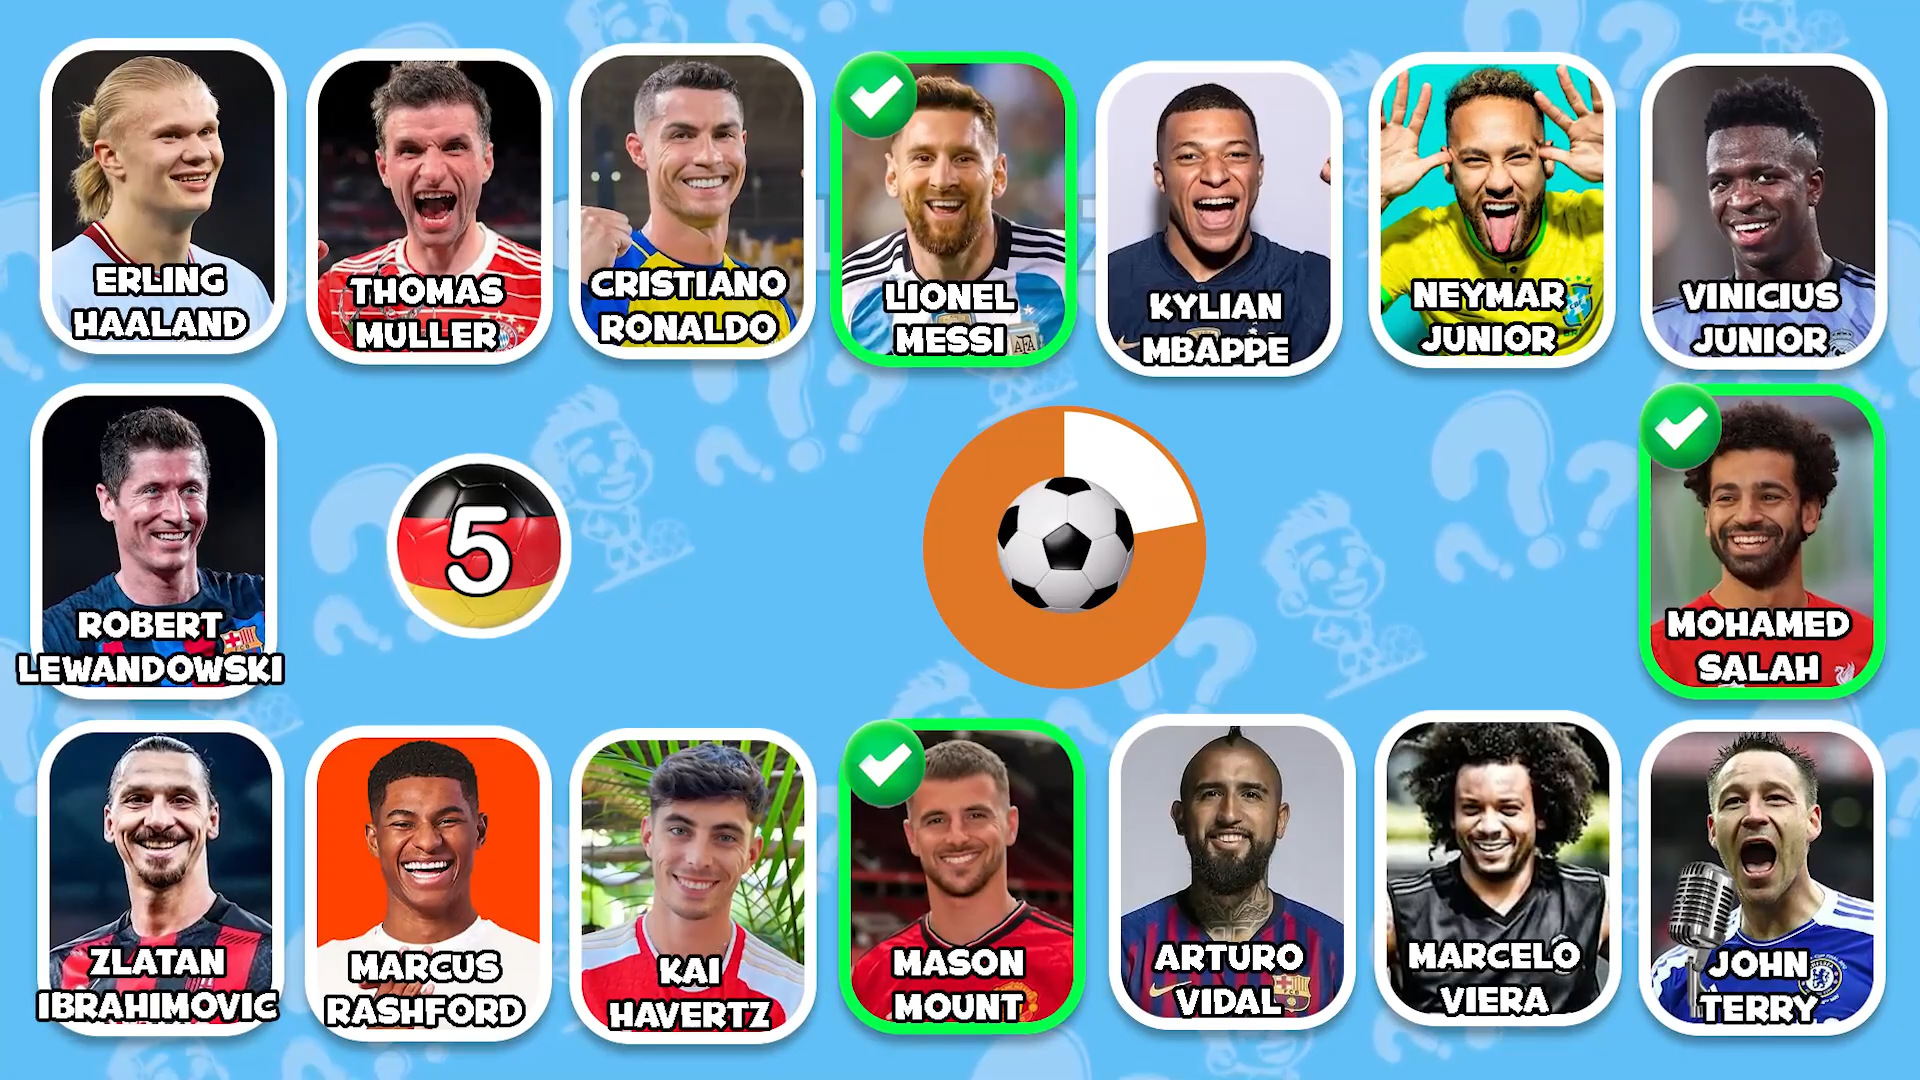 ERLING
HAALAND
THOMAS
MULLER
CRISTIANO
RONALDO
LIONEL
MESSI
AFA
KYLIAN
MBAPPE
NEYMAR
JUNIOR
VINICIUS
JUNIOR
ROBERT
LEWANDOWSKI
5
MOHAMED
SALAH
ZLATAN
IBRAHIMOVIC
MARCUS
RASHFORD
KAI
HAVERTZ
MASON
MOUNT
ARTURO
VIDAL
MARCELO
VIERA
JOHN
TERRY